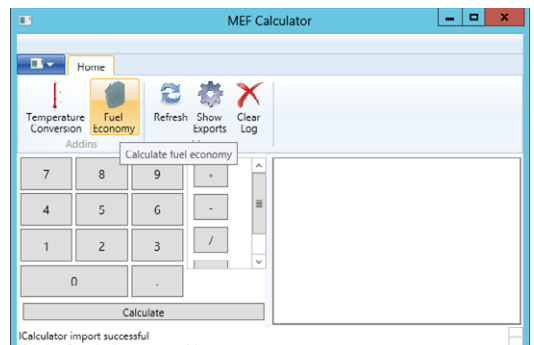 MEF Calculator
Home
Temperature Conversion
Fuel Economy
Refresh
Show Exports
Clear Log
Addins
Calculate fuel economy
7 8 9 +
4 5 6 -
1 2 3 /
0 .
Calculate
ICalculator import successful